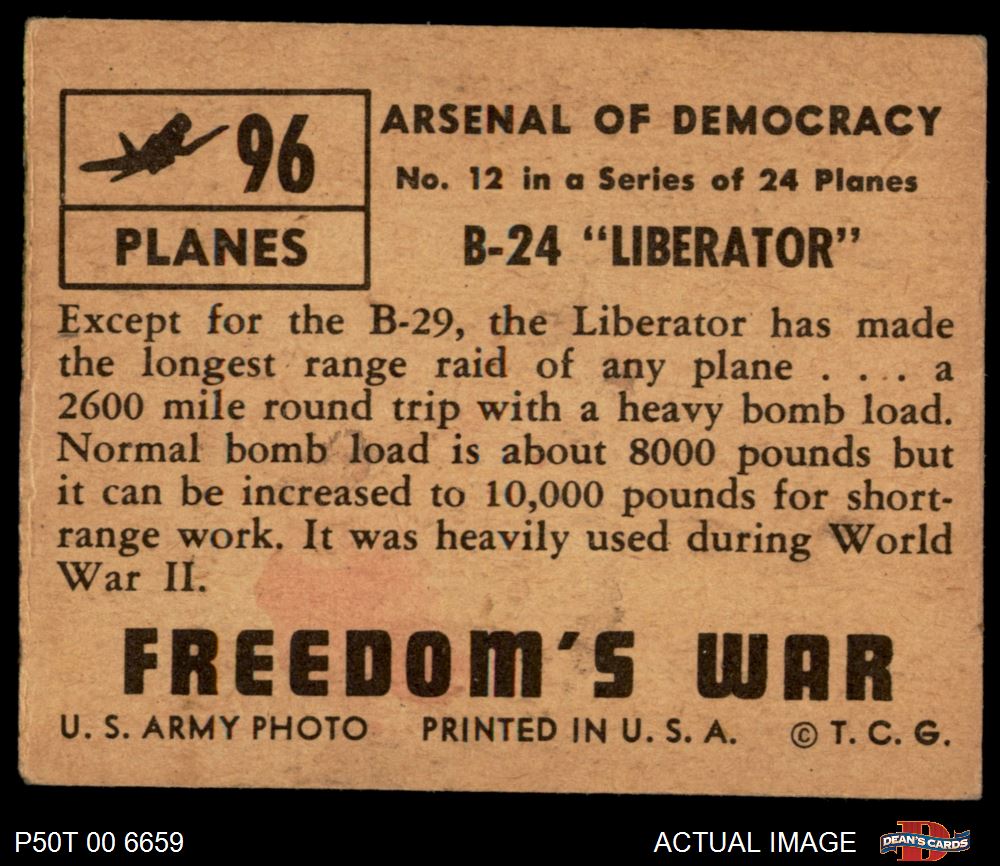 96
PLANES
ARSENAL OF DEMOCRACY
No. 12 in a Series of 24 Planes
B-24 “LIBERATOR”
Except for the B-29, the Liberator has made
the longest range raid of any plane . . . a
2600 mile round trip with a heavy bomb load.
Normal bomb load is about 8000 pounds but
it can be increased to 10,000 pounds for short-
range work. It was heavily used during World
War II.
FREEDOM'S WAR
U. S. ARMY PHOTO PRINTED IN U. S. A. © T. C. G.
P50T 00 6659 ACTUAL IMAGE DEAN'S CARDS